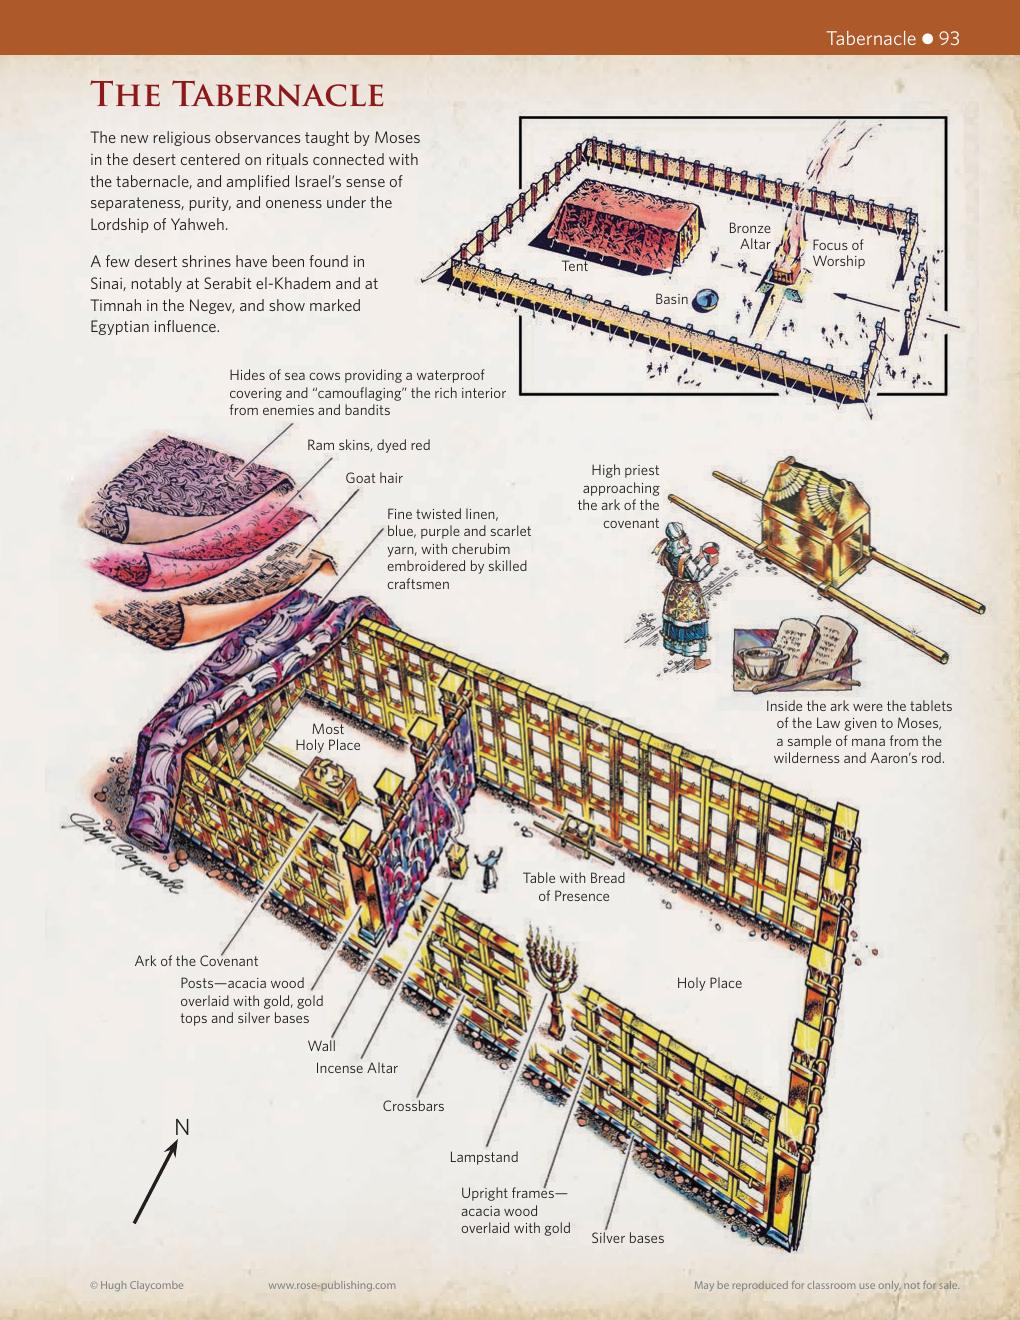 Tabernacle ● 93
THE TABERNACLE
The new religious observances taught by Moses
in the desert centered on rituals connected with
the tabernacle, and amplified Israel's sense of
separateness, purity, and oneness under the
Lordship of Yahweh.
A few desert shrines have been found in
Sinai, notably at Serabit el-Khadem and at
Timnah in the Negev, and show marked
Egyptian influence.
Tent
Bronze
Altar
Focus of
Worship
Basin
Hides of sea cows providing a waterproof
covering and “camouflaging” the rich interior
from enemies and bandits
Ram skins, dyed red
Goat hair
Fine twisted linen,
blue, purple and scarlet
yarn, with cherubim
embroidered by skilled
craftsmen
High priest
approaching
the ark of the
covenant
Inside the ark were the tablets
of the Law given to Moses,
a sample of mana from the
wilderness and Aaron's rod.
Most
Holy Place
Table with Bread
of Presence
Holy Place
Hugh Claycombe
Ark of the Covenant
Posts—acacia wood
overlaid with gold, gold
tops and silver bases
Wall
Incense Altar
Crossbars
Lampstand
Upright frames—
acacia wood
overlaid with gold
Silver bases
N
© Hugh Claycombe
www.rose-publishing.com
May be reproduced for classroom use only, not for sale.